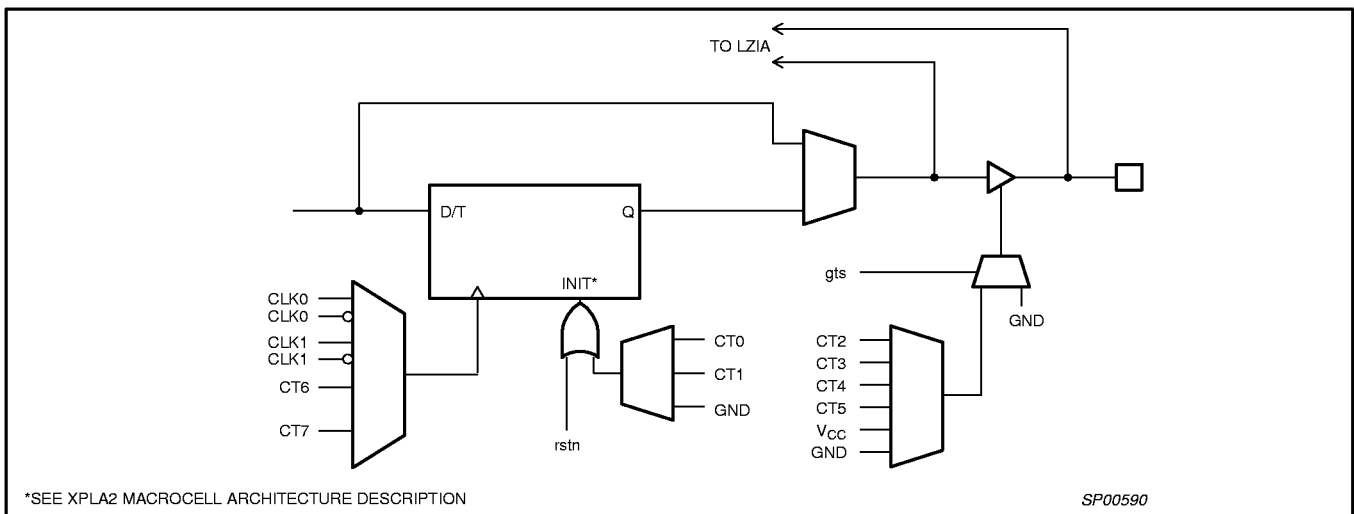 TO LZIA
D/T
Q
INIT*
CLK0
CLK0
CLK1
CLK1
CT6
CT7
rstn
CT0
CT1
GND
gts
GND
CT2
CT3
CT4
CT5
VCC
GND
*SEE XPLA2 MACROCELL ARCHITECTURE DESCRIPTION
SP00590